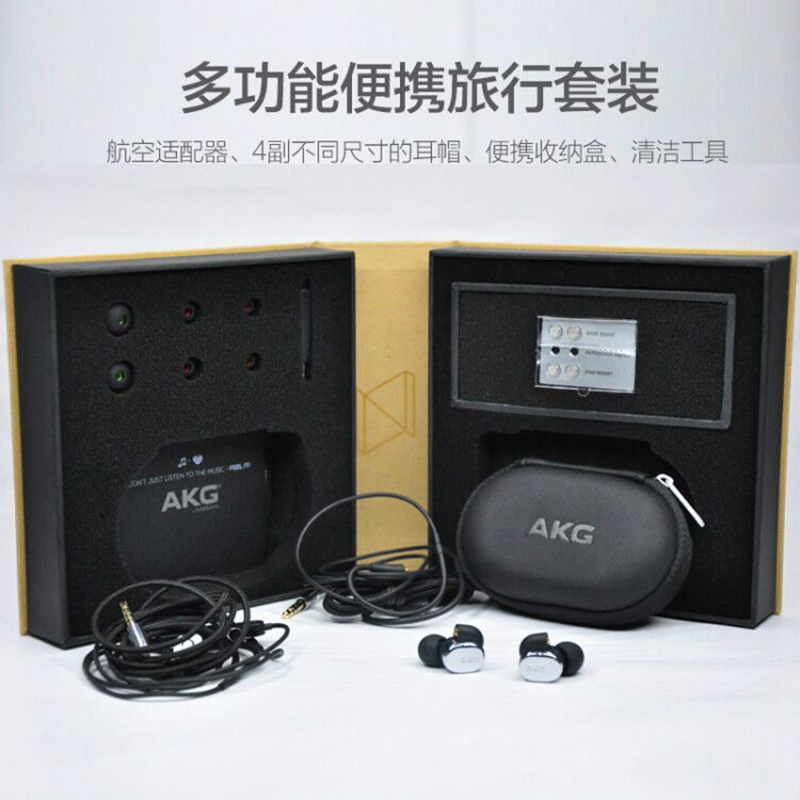 多功能便携旅行套装
航空适配器、4副不同尺寸的耳帽、便携收纳盒、清洁工具
BASS BOOST
REFERENCE
HIGH BOOST
DON'T JUST LISTEN TO THE MUSIC - FEEL IT!
AKG
AKG
AKG
AKG